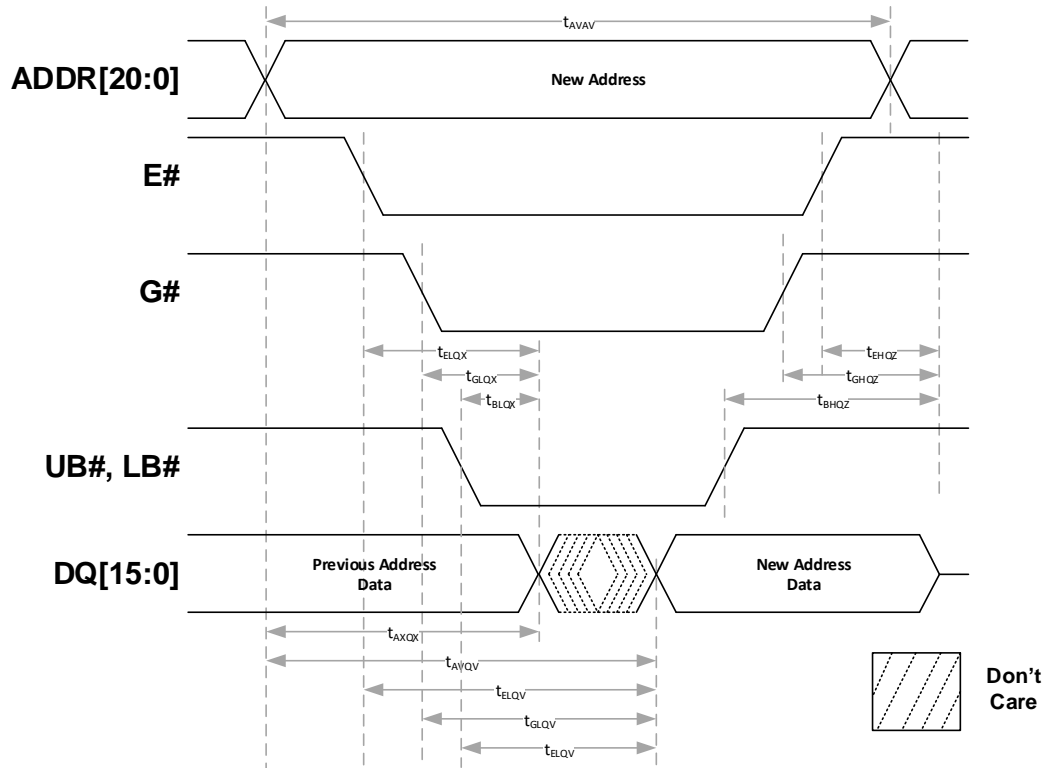 tAVAV
ADDR[20:0]
New Address
E#
G#
tELQX
tEHQZ
tGLQX
tGHQZ
tBLQX
tBHQZ
UB#, LB#
DQ[15:0]
Previous Address
Data
New Address
Data
tAXQX
tAVQV
tELQV
tGLQV
tELQV
Don't
Care